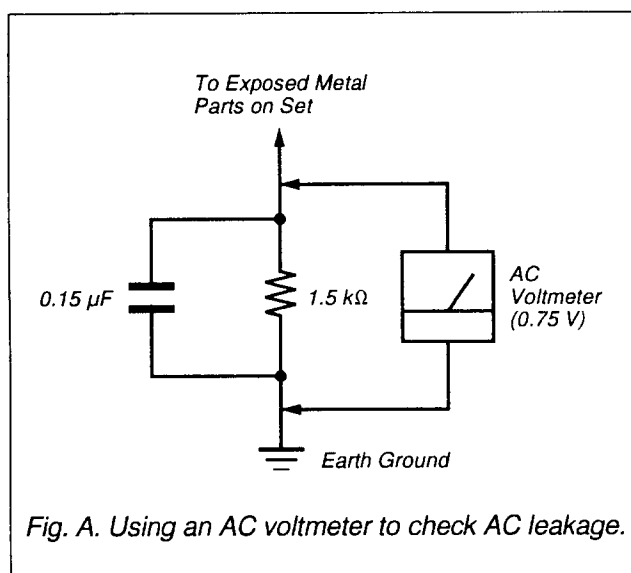 To Exposed Metal
Parts on Set
0.15 µF
1.5 kΩ
AC
Voltmeter
(0.75 V)
Earth Ground
Fig. A. Using an AC voltmeter to check AC leakage.